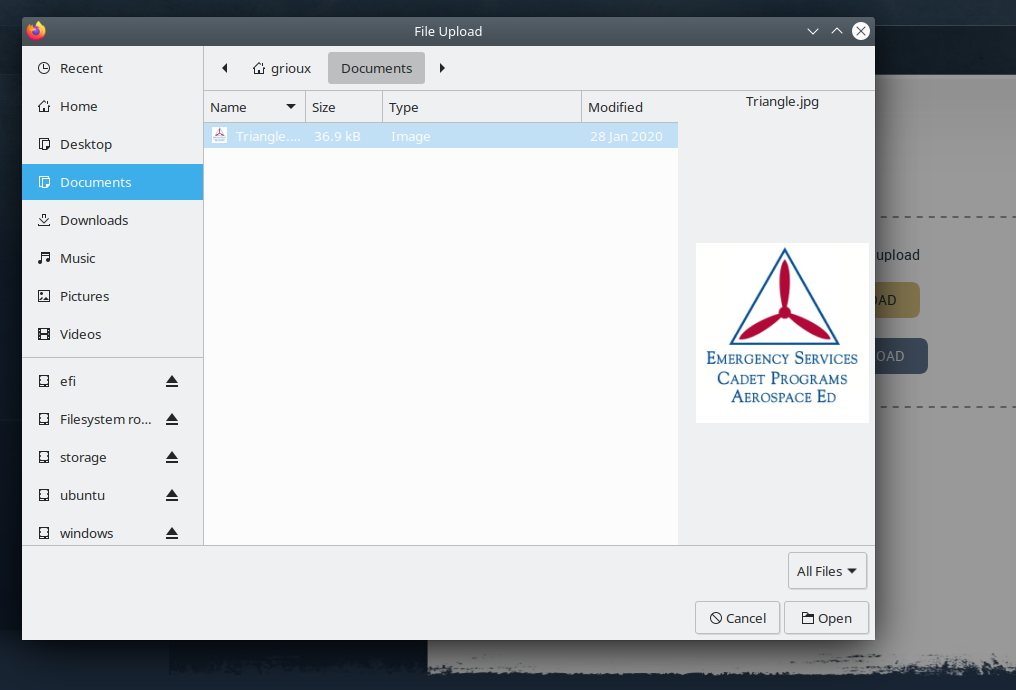 File Upload
Recent
Home
Desktop
Documents
Downloads
Music
Pictures
Videos
efi
Filesystem ro...
storage
ubuntu
windows
grioux
Documents
Name
Size
Type
Modified
Triangle....
36.9 kB
Image
28 Jan 2020
Triangle.jpg
EMERGENCY SERVICES
CADET PROGRAMS
AEROSPACE ED
upload
OAD
OAD
All Files
Cancel
Open